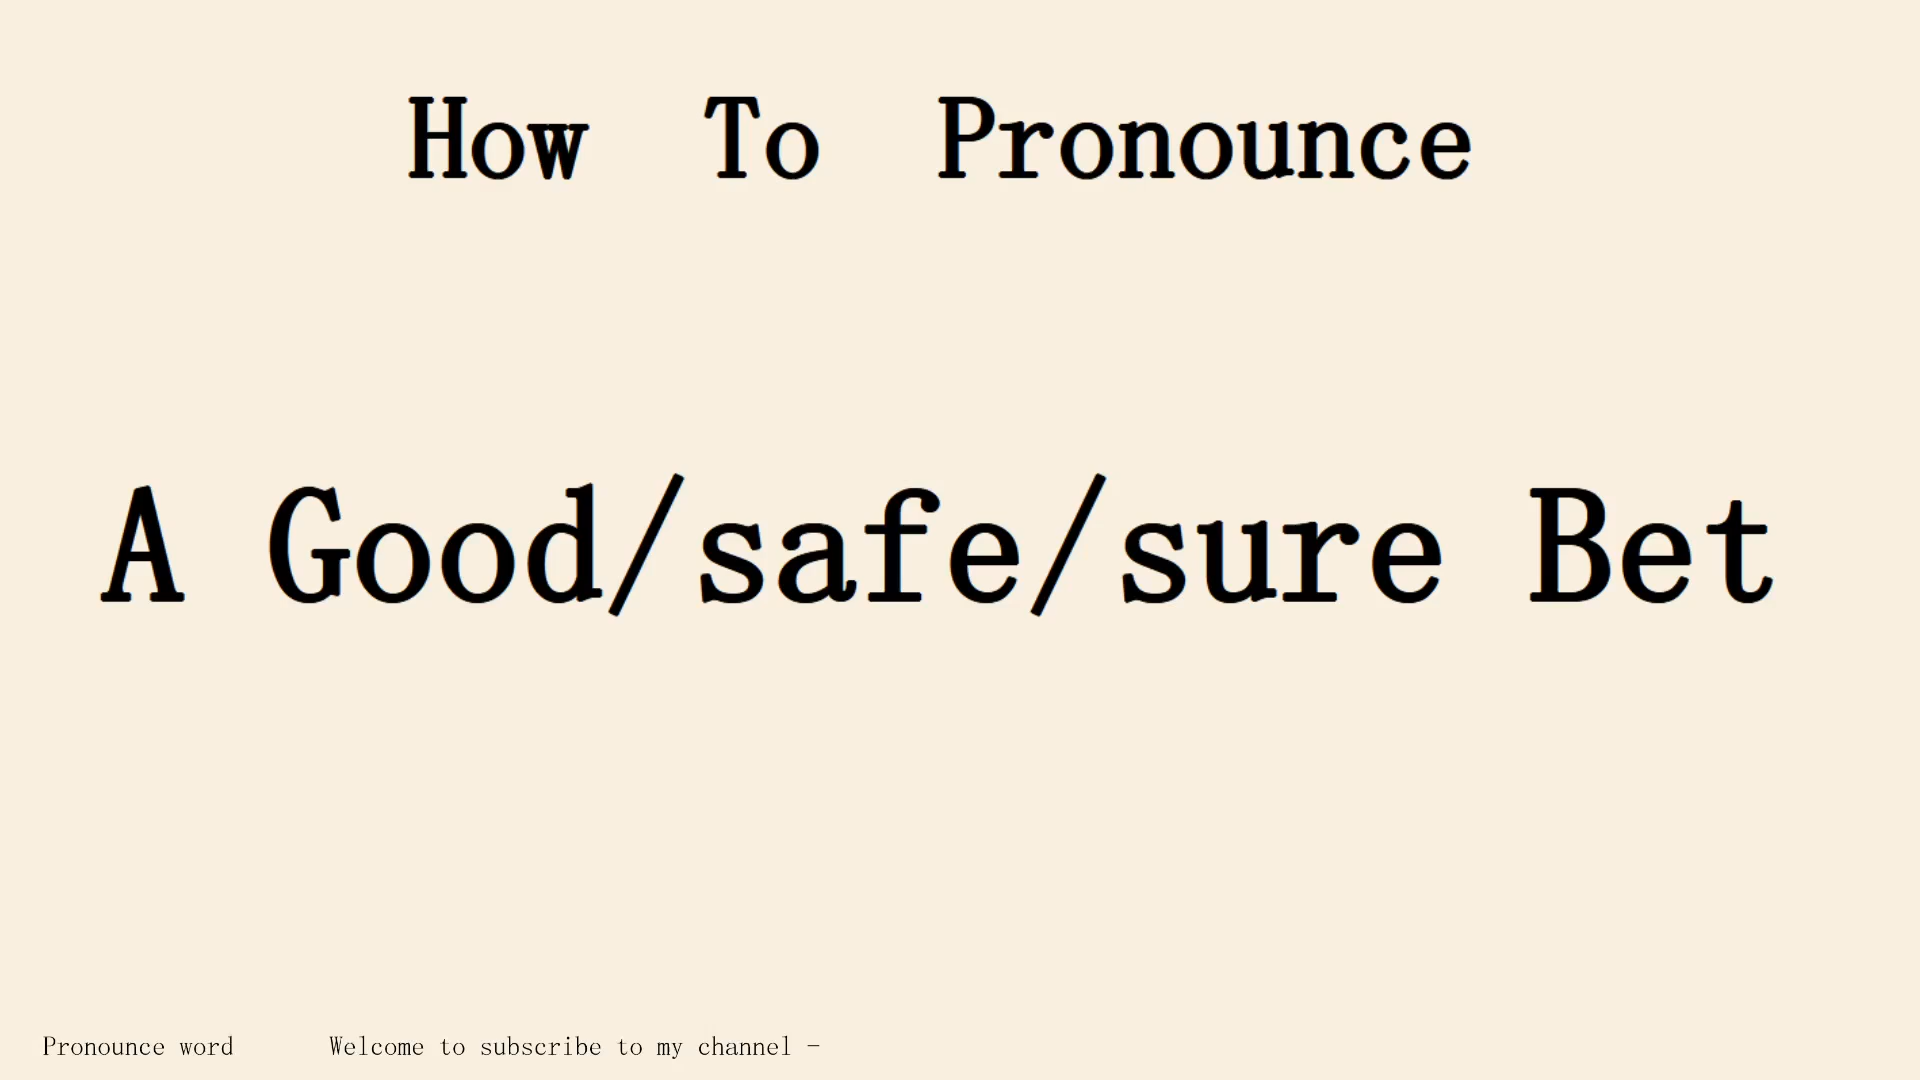 How To Pronounce
A Good/safe/sure Bet
Pronounce word Welcome to subscribe to my channel -